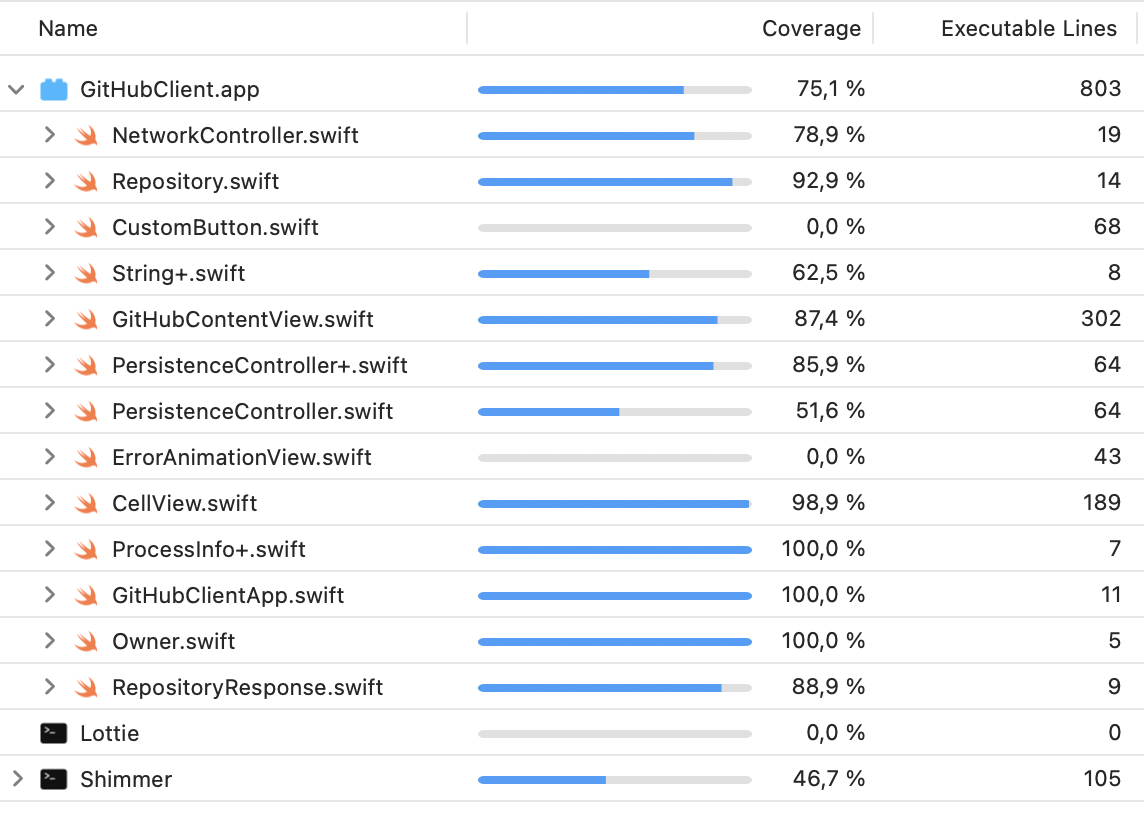 Name Coverage Executable Lines
GitHubClient.app 75,1 % 803
NetworkController.swift 78,9 % 19
Repository.swift 92,9 % 14
CustomButton.swift 0,0 % 68
String+.swift 62,5 % 8
GitHubContentView.swift 87,4 % 302
PersistenceController+.swift 85,9 % 64
PersistenceController.swift 51,6 % 64
ErrorAnimationView.swift 0,0 % 43
CellView.swift 98,9 % 189
ProcessInfo+.swift 100,0 % 7
GitHubClientApp.swift 100,0 % 11
Owner.swift 100,0 % 5
RepositoryResponse.swift 88,9 % 9
Lottie 0,0 % 0
Shimmer 46,7 % 105